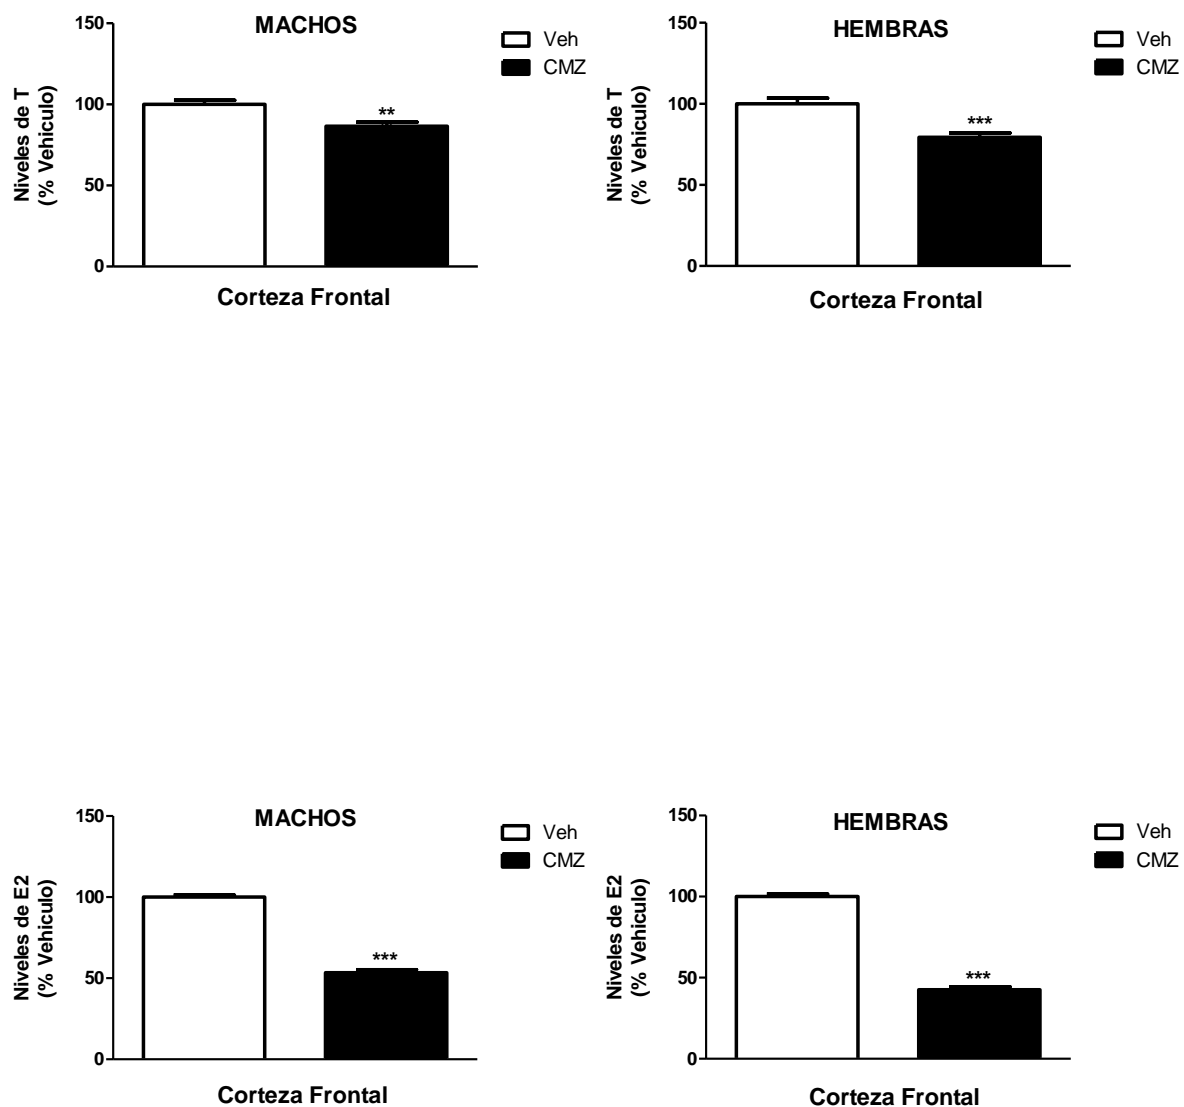 MACHOS
Veh
CMZ
Niveles de T
(% Vehiculo)
150
100
50
0
**
Corteza Frontal
HEMBRAS
Veh
CMZ
Niveles de T
(% Vehiculo)
150
100
50
0
***
Corteza Frontal
MACHOS
Veh
CMZ
Niveles de E2
(% Vehiculo)
150
100
50
0
***
Corteza Frontal
HEMBRAS
Veh
CMZ
Niveles de E2
(% Vehiculo)
150
100
50
0
***
Corteza Frontal